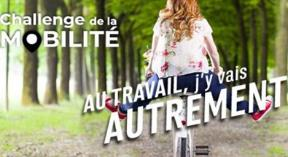 Challenge de la
MOBILITÉ
AU TRAVAIL, j'y vais
AUTREMENT